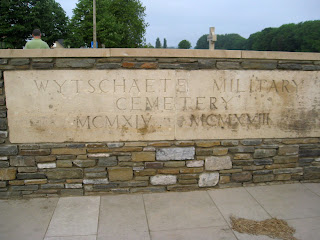 WYTSCHAETE MILITARY
CEMETERY
MCMXIV - MCMXVIII